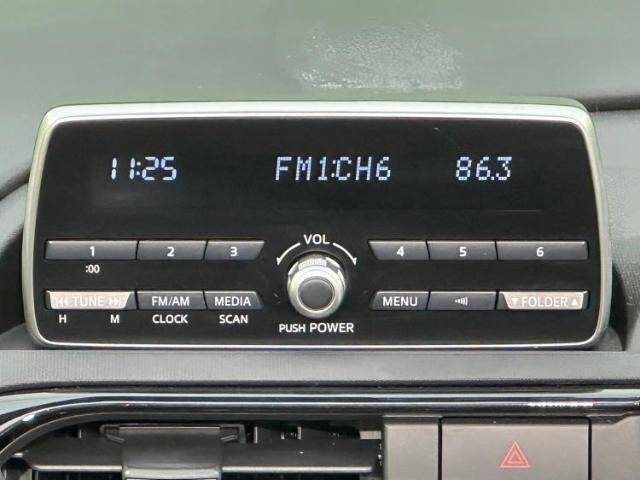 11:25 FM1:CH6 86.3
VOL
1 2 3 4 5 6
:00
TUNE FM/AM MEDIA MENU FOLDER
H M CLOCK SCAN PUSH POWER